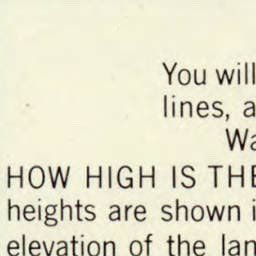 You will
lines, a
Wa
HOW HIGH IS THE
heights are shown i
elevation of the lan